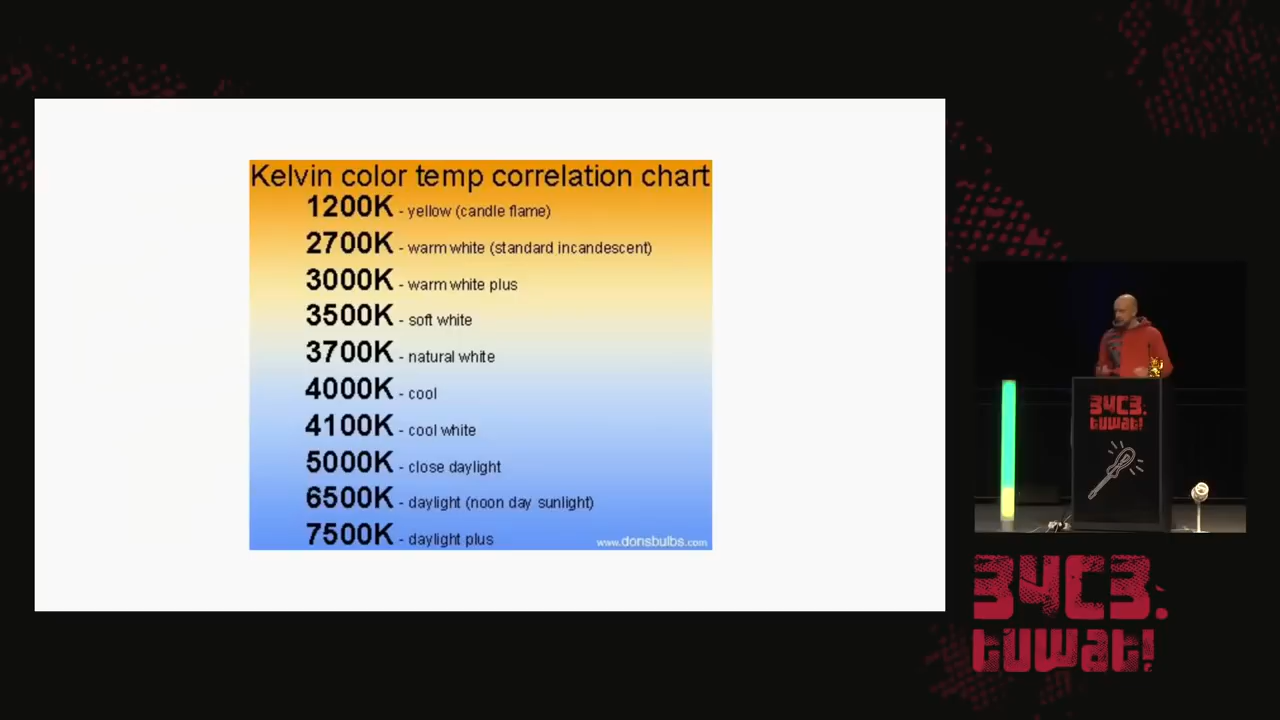 Kelvin color temp correlation chart
1200K - yellow (candle flame)
2700K - warm white (standard incandescent)
3000K - warm white plus
3500K - soft white
3700K - natural white
4000K - cool
4100K - cool white
5000K - close daylight
6500K - daylight (noon day sunlight)
7500K - daylight plus
www.donsbulbs.com
34C3.
tuwat!
34C3.
tuwat!